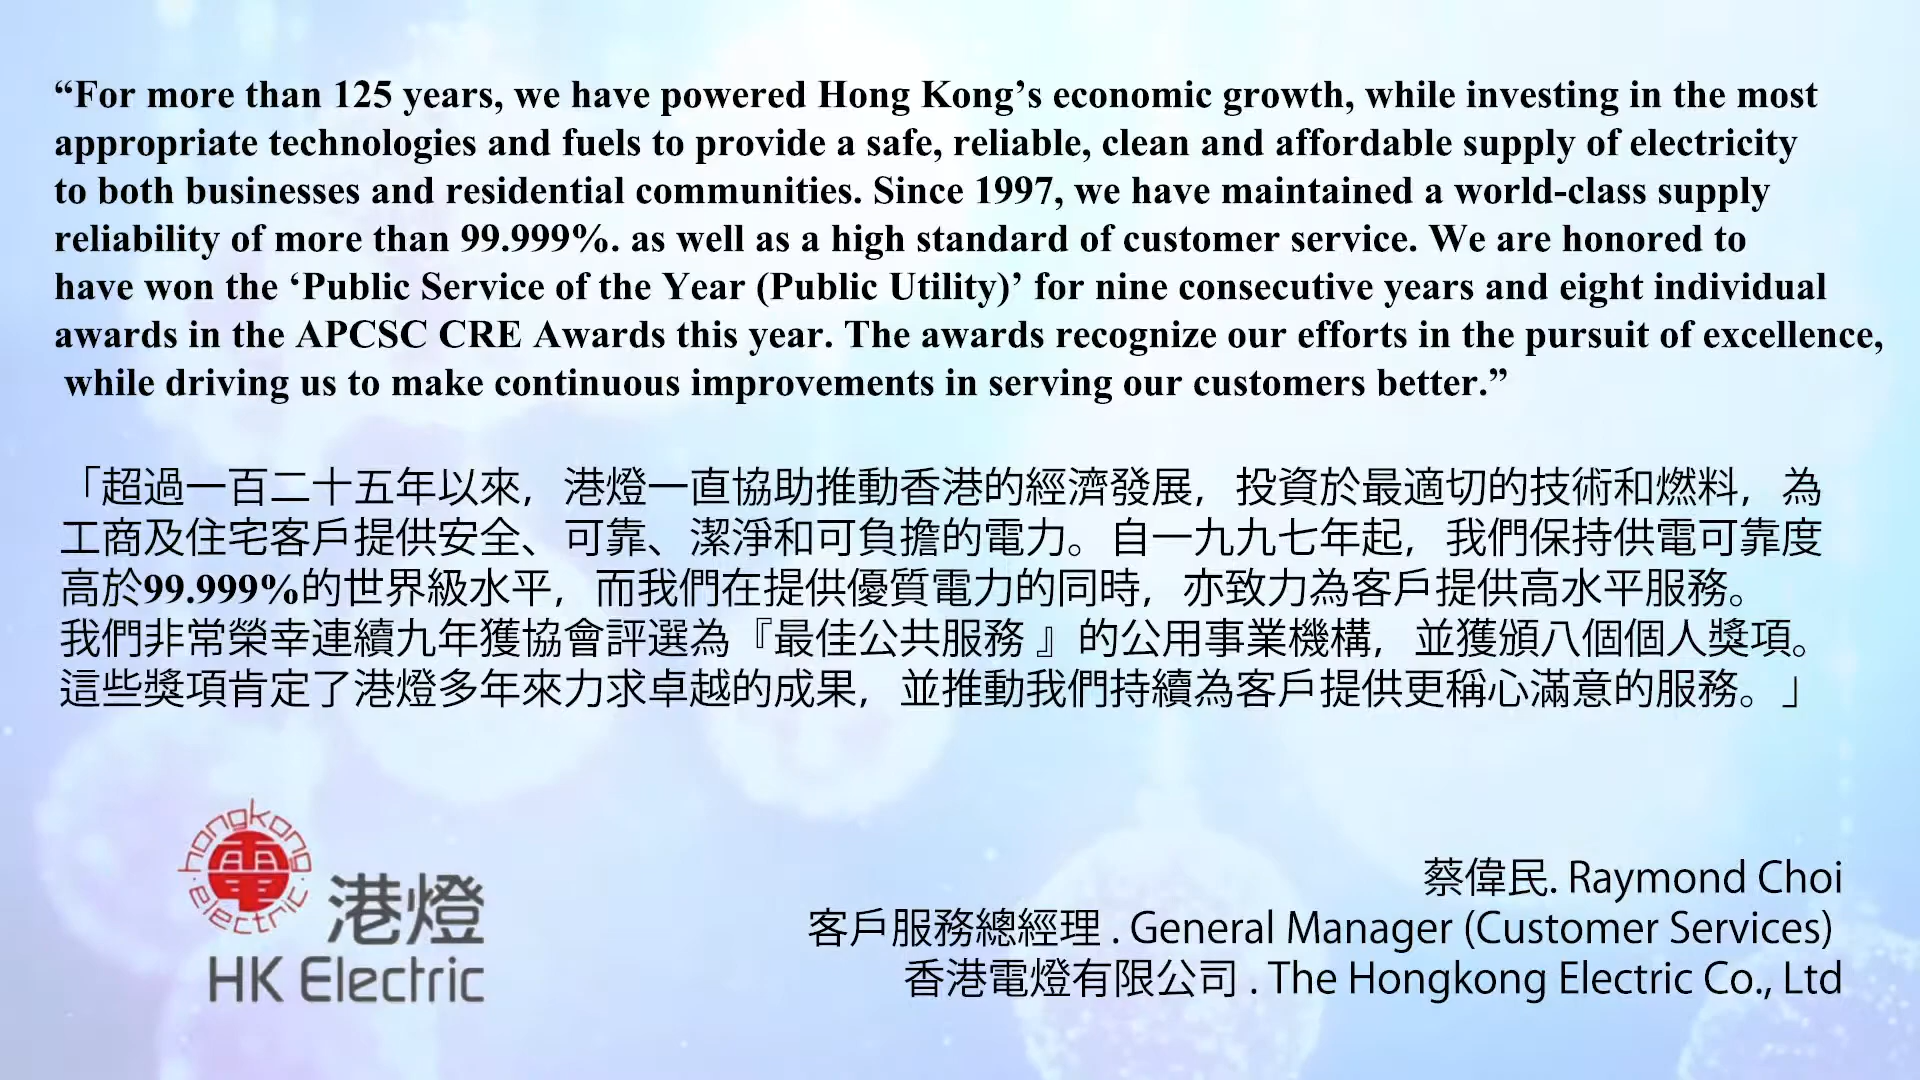 “For more than 125 years, we have powered Hong Kong’s economic growth, while investing in the most
appropriate technologies and fuels to provide a safe, reliable, clean and affordable supply of electricity
to both businesses and residential communities. Since 1997, we have maintained a world-class supply
reliability of more than 99.999%. as well as a high standard of customer service. We are honored to
have won the ‘Public Service of the Year (Public Utility)’ for nine consecutive years and eight individual
awards in the APCSC CRE Awards this year. The awards recognize our efforts in the pursuit of excellence,
while driving us to make continuous improvements in serving our customers better.”
「超過一百二十五年以來，港燈一直協助推動香港的經濟發展，投資於最適切的技術和燃料，為
工商及住宅客戶提供安全、可靠、潔淨和可負擔的電力。自一九九七年起，我們保持供電可靠度
高於99.999%的世界級水平，而我們在提供優質電力的同時，亦致力為客戶提供高水平服務。
我們非常榮幸連續九年獲協會評選為『最佳公共服務 』的公用事業機構，並獲頒八個個人獎項。
這些獎項肯定了港燈多年來力求卓越的成果，並推動我們持續為客戶提供更稱心滿意的服務。」
hongkong
電
electric
港燈
HK Electric
蔡偉民. Raymond Choi
客戶服務總經理 . General Manager (Customer Services)
香港電燈有限公司 . The Hongkong Electric Co., Ltd